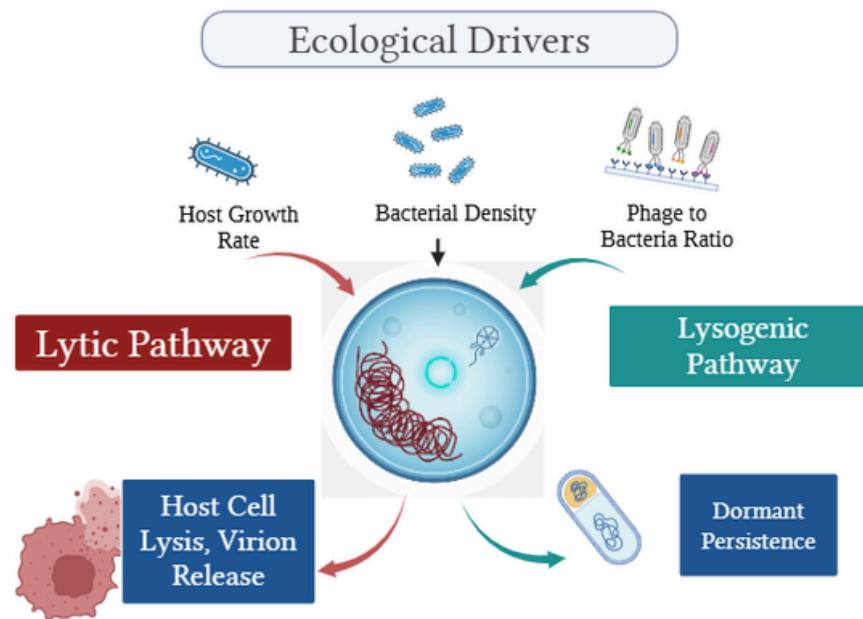 Ecological Drivers
Host Growth
Rate
Bacterial Density
Phage to
Bacteria Ratio
Lytic Pathway
Lysogenic
Pathway
Host Cell
Lysis, Virion
Release
Dormant
Persistence